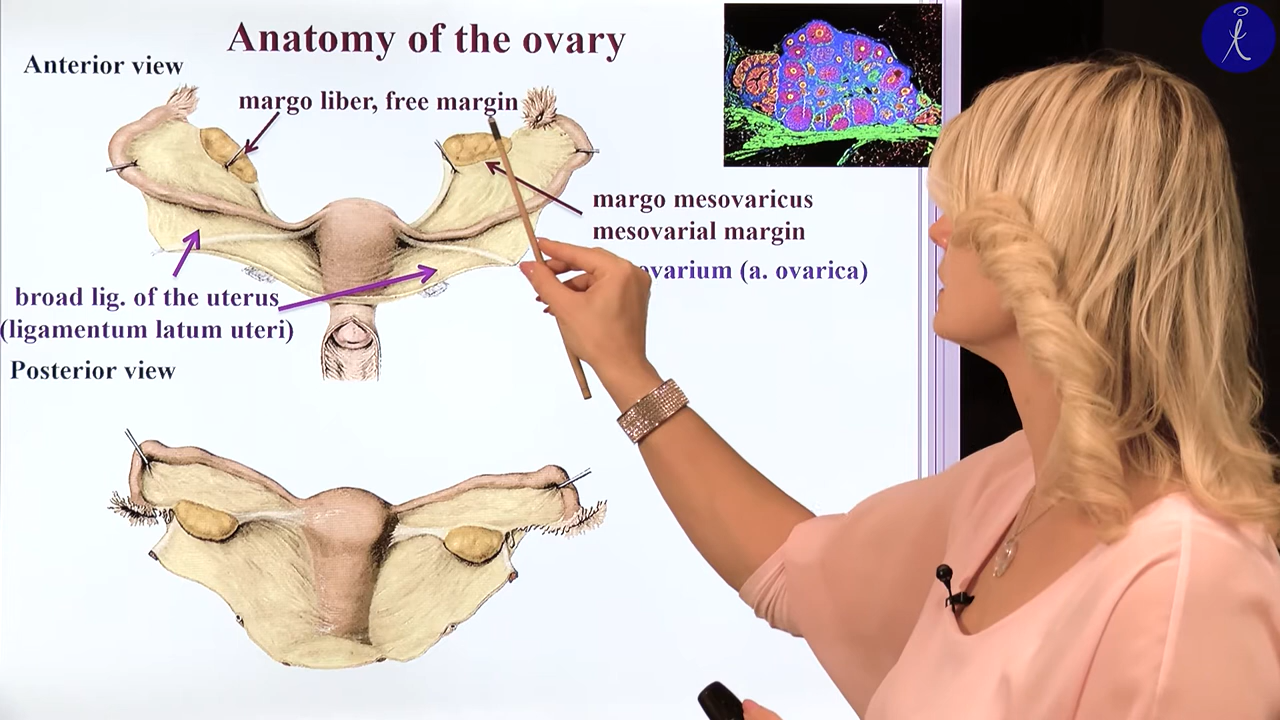 Anatomy of the ovary
Anterior view
margo liber, free margin
margo mesovaricus
mesovarial margin
ovarium (a. ovarica)
broad lig. of the uterus
(ligamentum latum uteri)
Posterior view